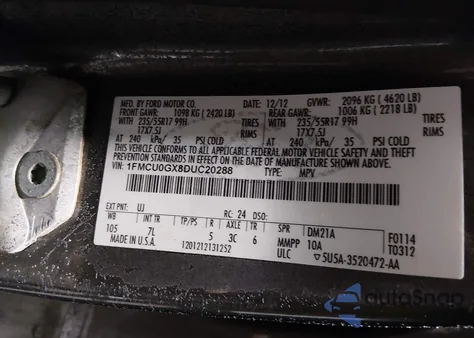 MFD. BY FORD MOTOR CO. DATE: 12/12 GVWR: 2096 KG ( 4620 LB)
FRONT GAWR: 1098 KG ( 2420 LB) REAR GAWR: 1006 KG ( 2218 LB)
WITH 235/55R17 99H TIRES WITH 235/55R17 99H TIRES
17X7.5J 17X7.5J
AT 240 kPa/ 35 PSI COLD AT 240 kPa/ 35 PSI COLD
THIS VEHICLE CONFORMS TO ALL APPLICABLE FEDERAL MOTOR VEHICLE SAFETY AND THEFT PREVENTION STANDARDS IN EFFECT ON THE DATE OF MANUFACTURE SHOWN ABOVE.
VIN: 1FMCU0GX8DUC20288 TYPE: MPV
EXT PNT: UJ RC: 24 DSO:
WB INT TR TP/PS R AXLE TR SPR DM21A F0114
105 7L 5 3C 6 MMPP 10A T0312
1201212131252 ULC 5U5A-3520472-AA
autoSnap